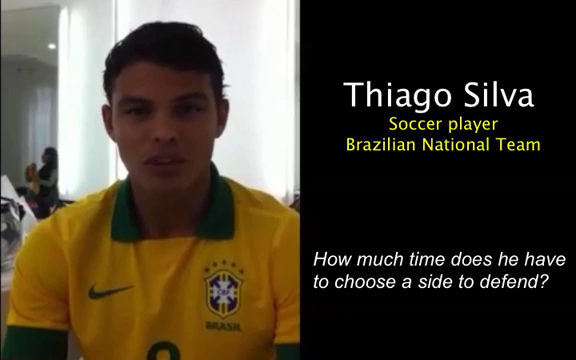 Thiago Silva
Soccer player
Brazilian National Team
How much time does he have
to choose a side to defend?
BRASIL